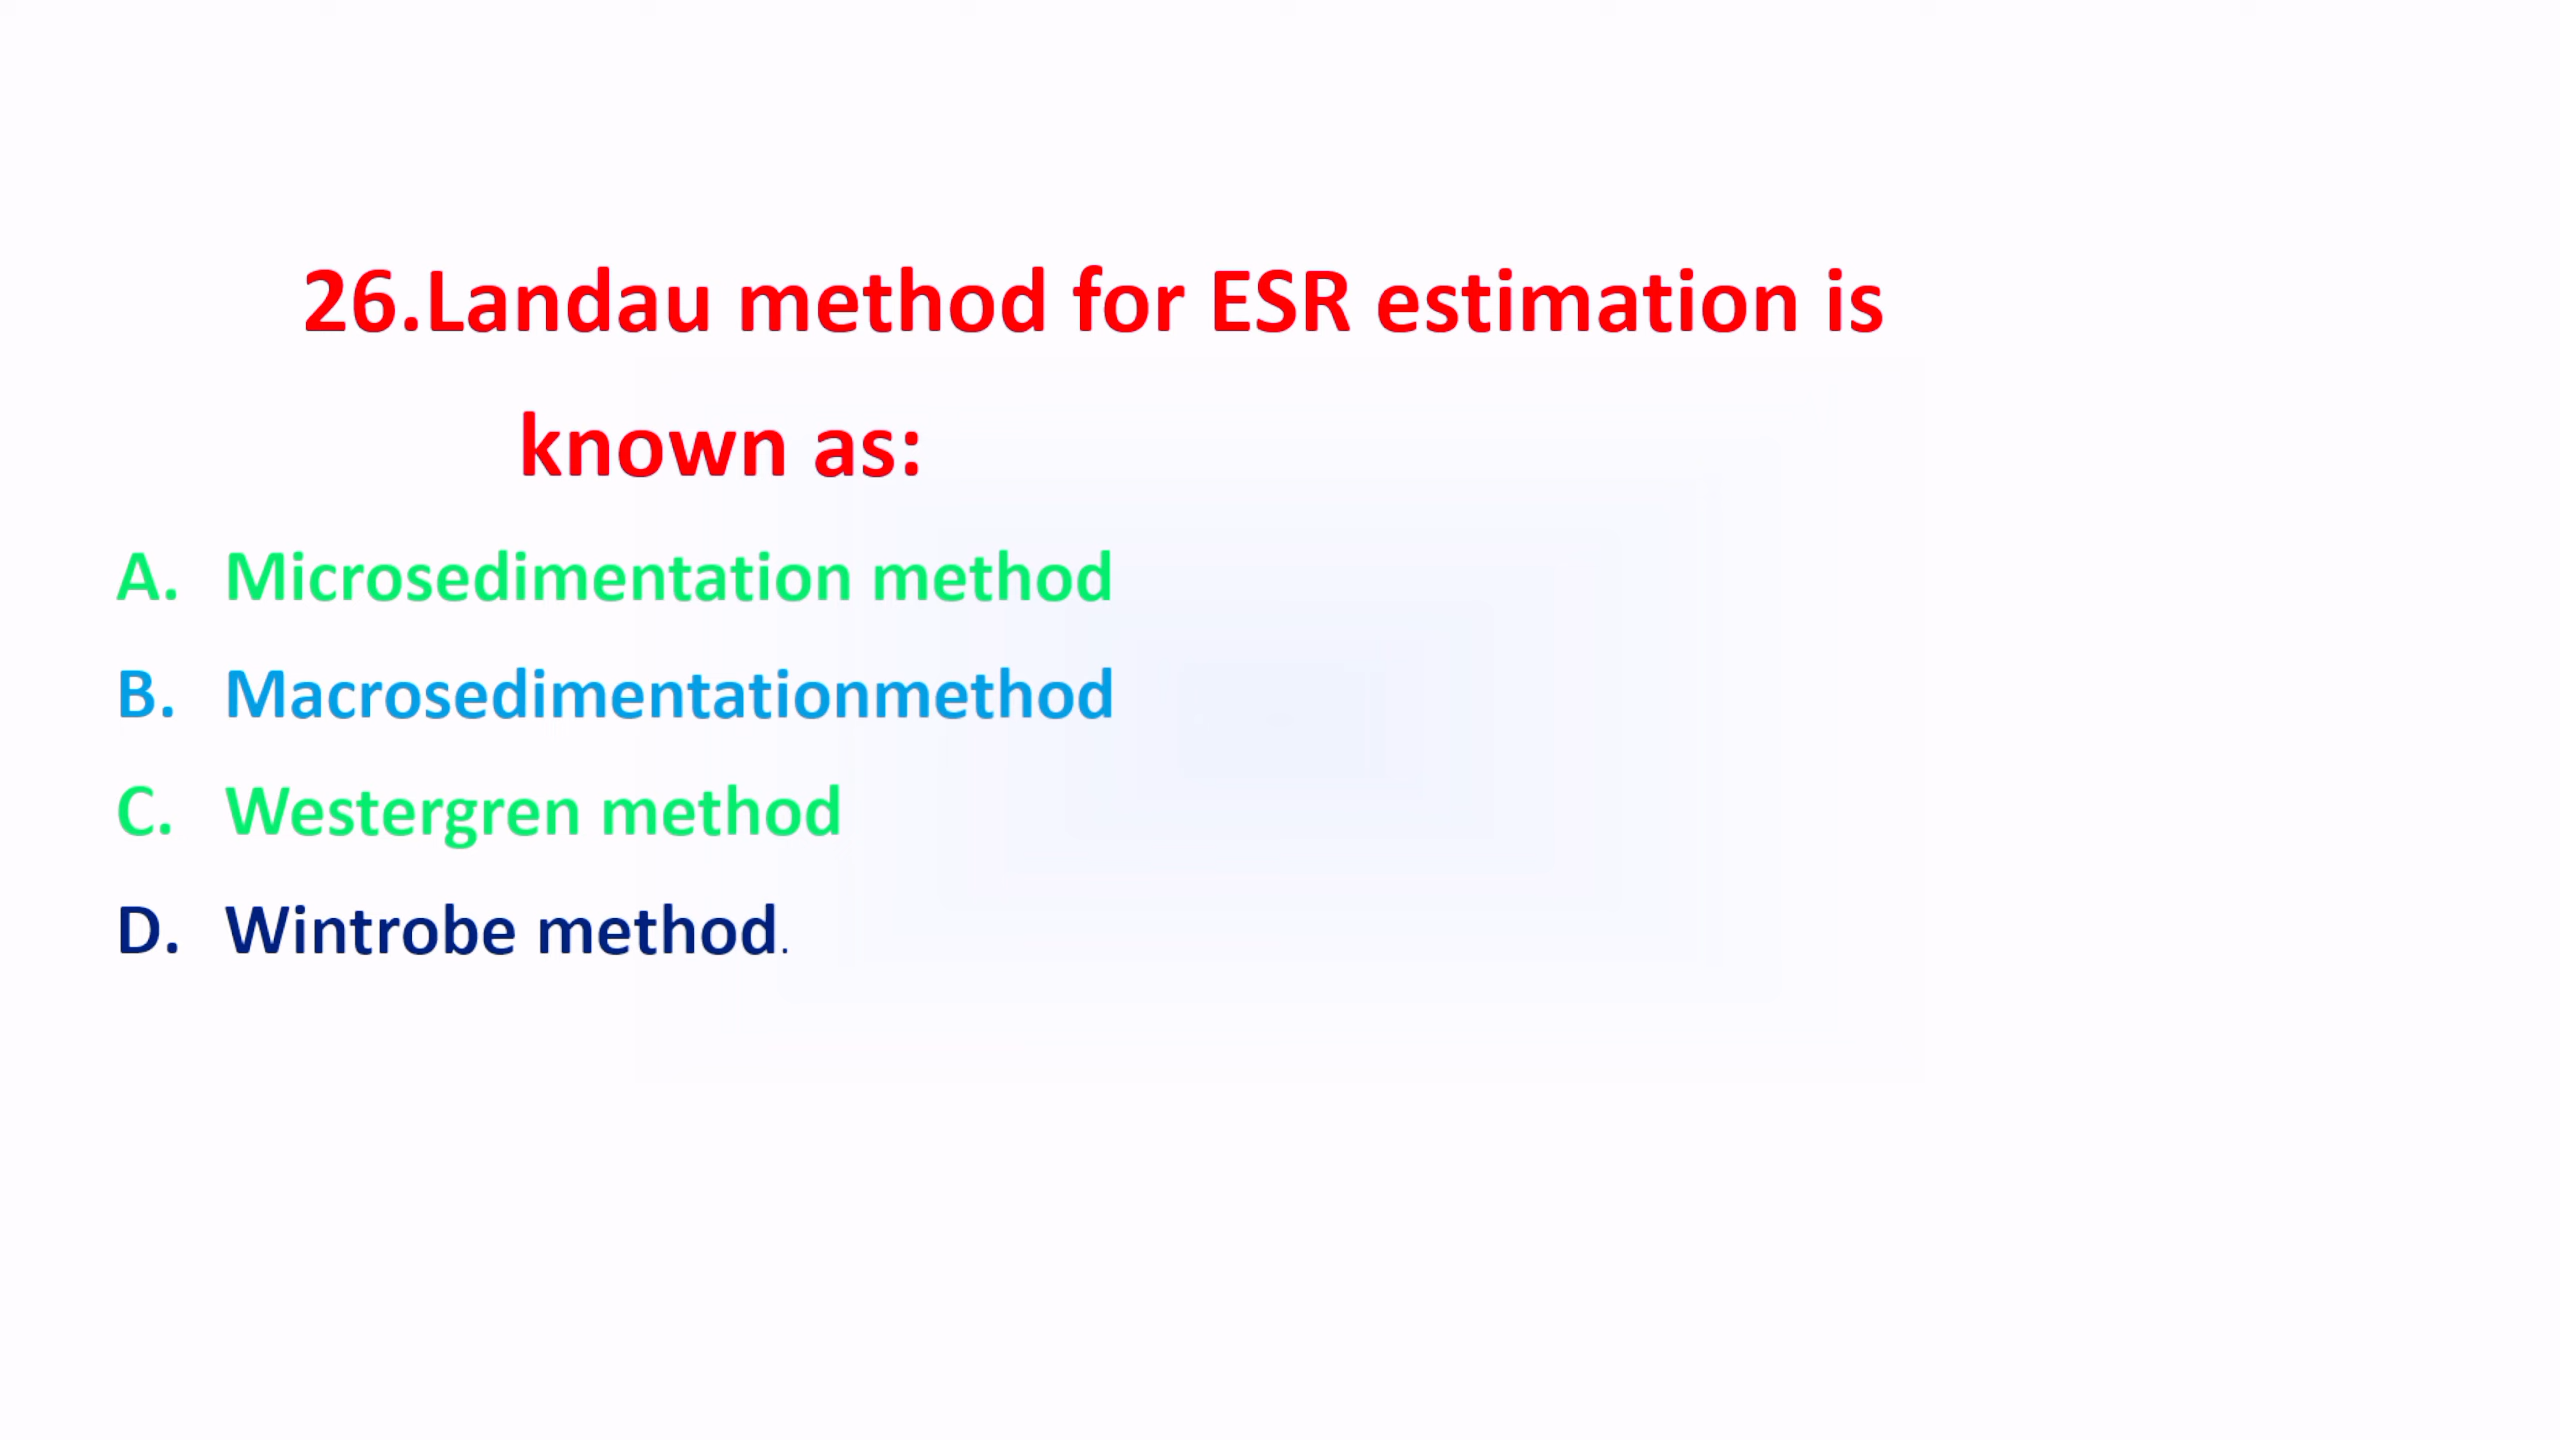 26.Landau method for ESR estimation is
known as:
A. Microsedimentation method
B. Macrosedimentationmethod
C. Westergren method
D. Wintrobe method.